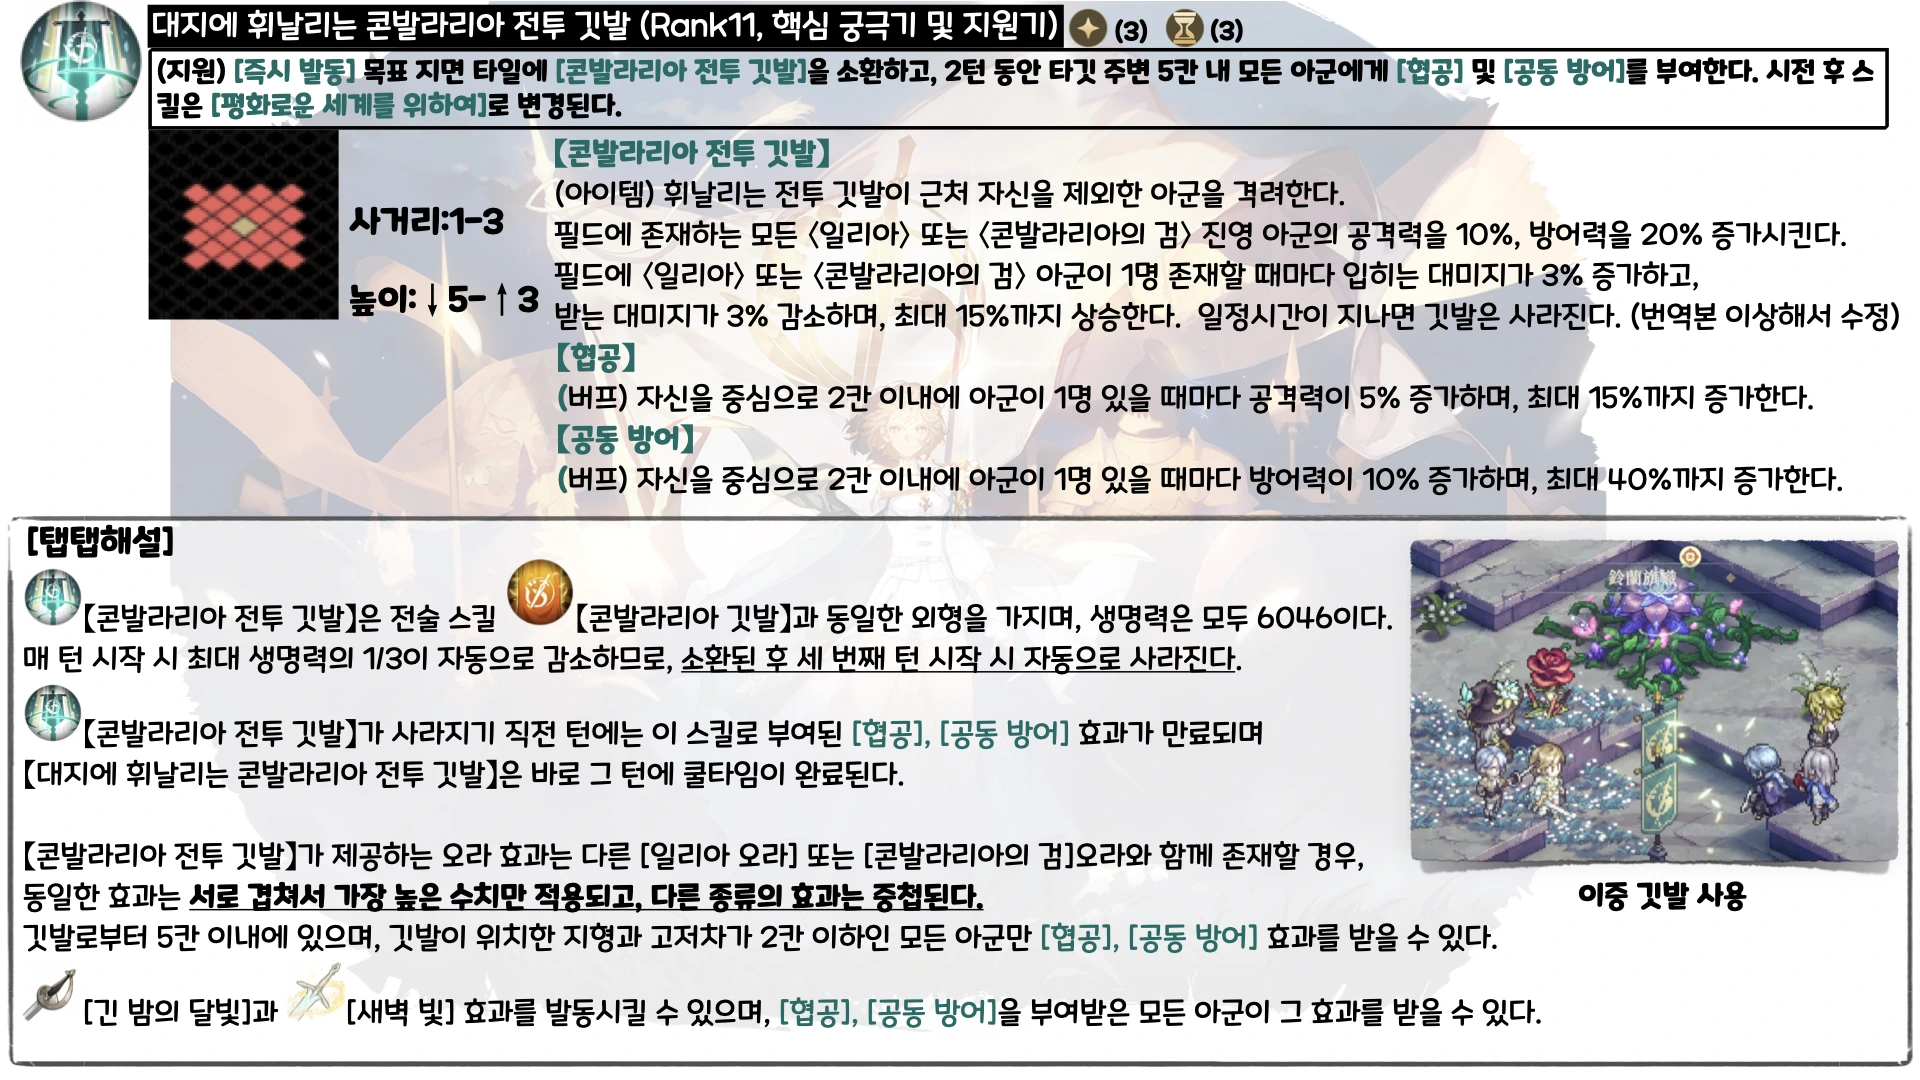 대지에 휘날리는 콘발라리아 전투 깃발 (Rank11, 핵심 궁극기 및 지원기) (3) (3)
(지원) [즉시 발동] 목표 지면 타일에 [콘발라리아 전투 깃발]을 소환하고, 2턴 동안 타깃 주변 5칸 내 모든 아군에게 [협공] 및 [공동 방어]를 부여한다. 시전 후 스
킬은 [평화로운 세계를 위하여]로 변경된다.
사거리:1-3
높이:↓5-↑3
【콘발라리아 전투 깃발】
(아이템) 휘날리는 전투 깃발이 근처 자신을 제외한 아군을 격려한다.
필드에 존재하는 모든 <일리아> 또는 <콘발라리아의 검> 진영 아군의 공격력을 10%, 방어력을 20% 증가시킨다.
필드에 <일리아> 또는 <콘발라리아의 검> 아군이 1명 존재할 때마다 입히는 대미지가 3% 증가하고,
받는 대미지가 3% 감소하며, 최대 15%까지 상승한다. 일정시간이 지나면 깃발은 사라진다. (번역본 이상해서 수정)
【협공】
(버프) 자신을 중심으로 2칸 이내에 아군이 1명 있을 때마다 공격력이 5% 증가하며, 최대 15%까지 증가한다.
【공동 방어】
(버프) 자신을 중심으로 2칸 이내에 아군이 1명 있을 때마다 방어력이 10% 증가하며, 최대 40%까지 증가한다.
[탭탭해설]
【콘발라리아 전투 깃발】은 전술 스킬 【콘발라리아 깃발】과 동일한 외형을 가지며, 생명력은 모두 6046이다.
매 턴 시작 시 최대 생명력의 1/3이 자동으로 감소하므로, 소환된 후 세 번째 턴 시작 시 자동으로 사라진다.
【콘발라리아 전투 깃발】가 사라지기 직전 턴에는 이 스킬로 부여된 [협공], [공동 방어] 효과가 만료되며
【대지에 휘날리는 콘발라리아 전투 깃발】은 바로 그 턴에 쿨타임이 완료된다.
【콘발라리아 전투 깃발】가 제공하는 오라 효과는 다른 [일리아 오라] 또는 [콘발라리아의 검]오라와 함께 존재할 경우,
동일한 효과는 서로 겹쳐서 가장 높은 수치만 적용되고, 다른 종류의 효과는 중첩된다.
깃발로부터 5칸 이내에 있으며, 깃발이 위치한 지형과 고저차가 2칸 이하인 모든 아군만 [협공], [공동 방어] 효과를 받을 수 있다.
[긴 밤의 달빛]과 [새벽 빛] 효과를 발동시킬 수 있으며, [협공], [공동 방어]을 부여받은 모든 아군이 그 효과를 받을 수 있다.
鈴蘭旗幟
이중 깃발 사용